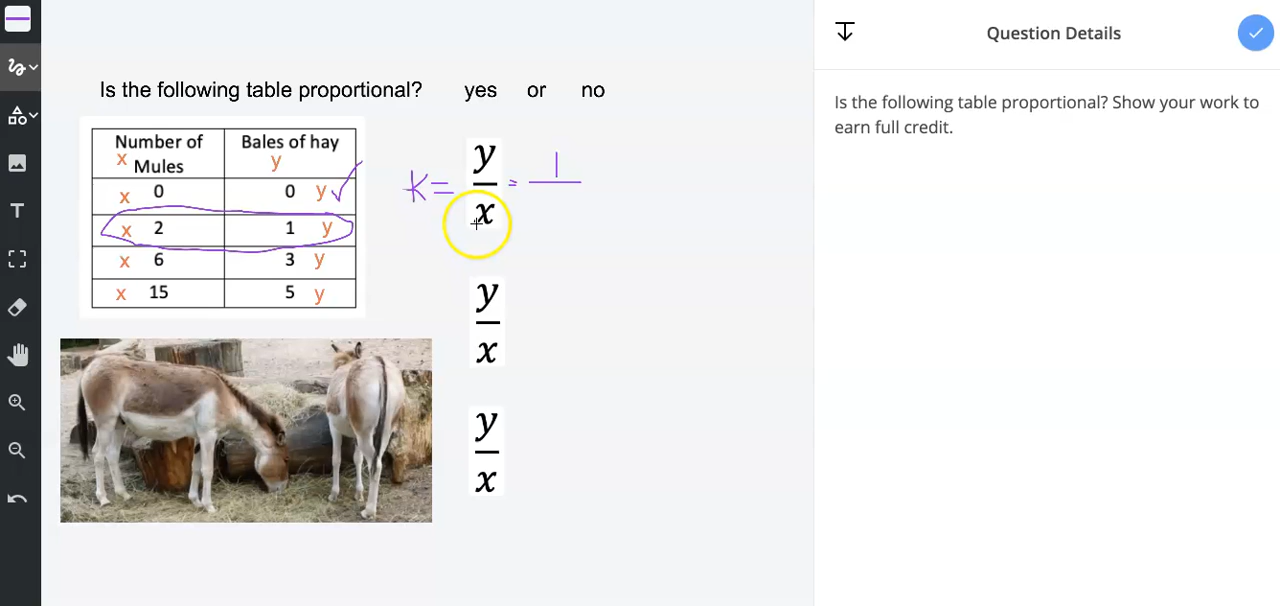 Question Details
Is the following table proportional? yes or no
Is the following table proportional? Show your work to
earn full credit.
Number of Mules x Bales of hay y
x 0 0 y ✓
x 2 1 y
x 6 3 y
x 15 5 y
K = y/x = 1
y/x
y/x
T